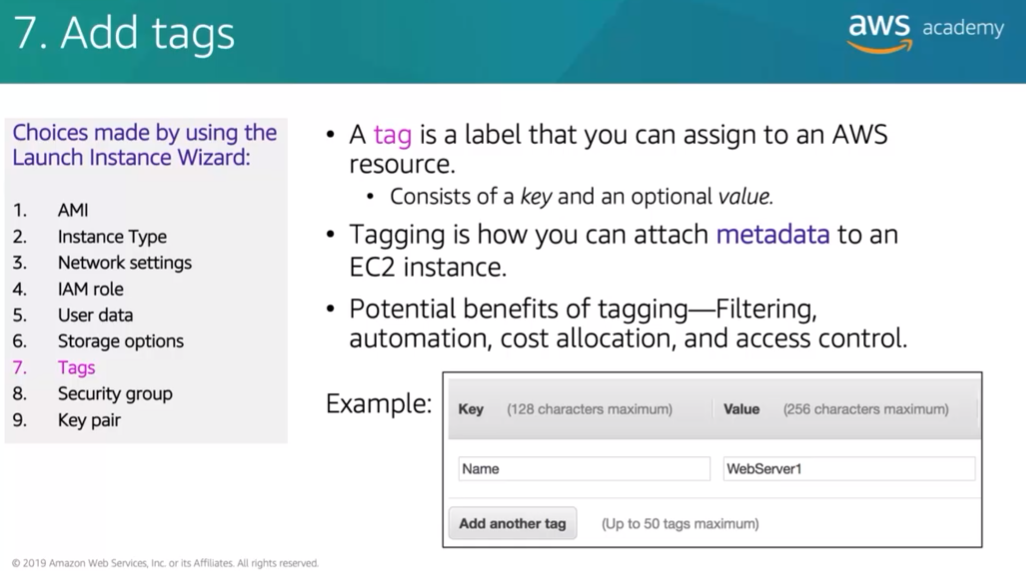 7. Add tags
aws academy
Choices made by using the
Launch Instance Wizard:
1. AMI
2. Instance Type
3. Network settings
4. IAM role
5. User data
6. Storage options
7. Tags
8. Security group
9. Key pair
• A tag is a label that you can assign to an AWS
resource.
• Consists of a key and an optional value.
• Tagging is how you can attach metadata to an
EC2 instance.
• Potential benefits of tagging—Filtering,
automation, cost allocation, and access control.
Example:
Key (128 characters maximum) Value (256 characters maximum)
Name WebServer1
Add another tag (Up to 50 tags maximum)
© 2019 Amazon Web Services, Inc. or its Affiliates. All rights reserved.